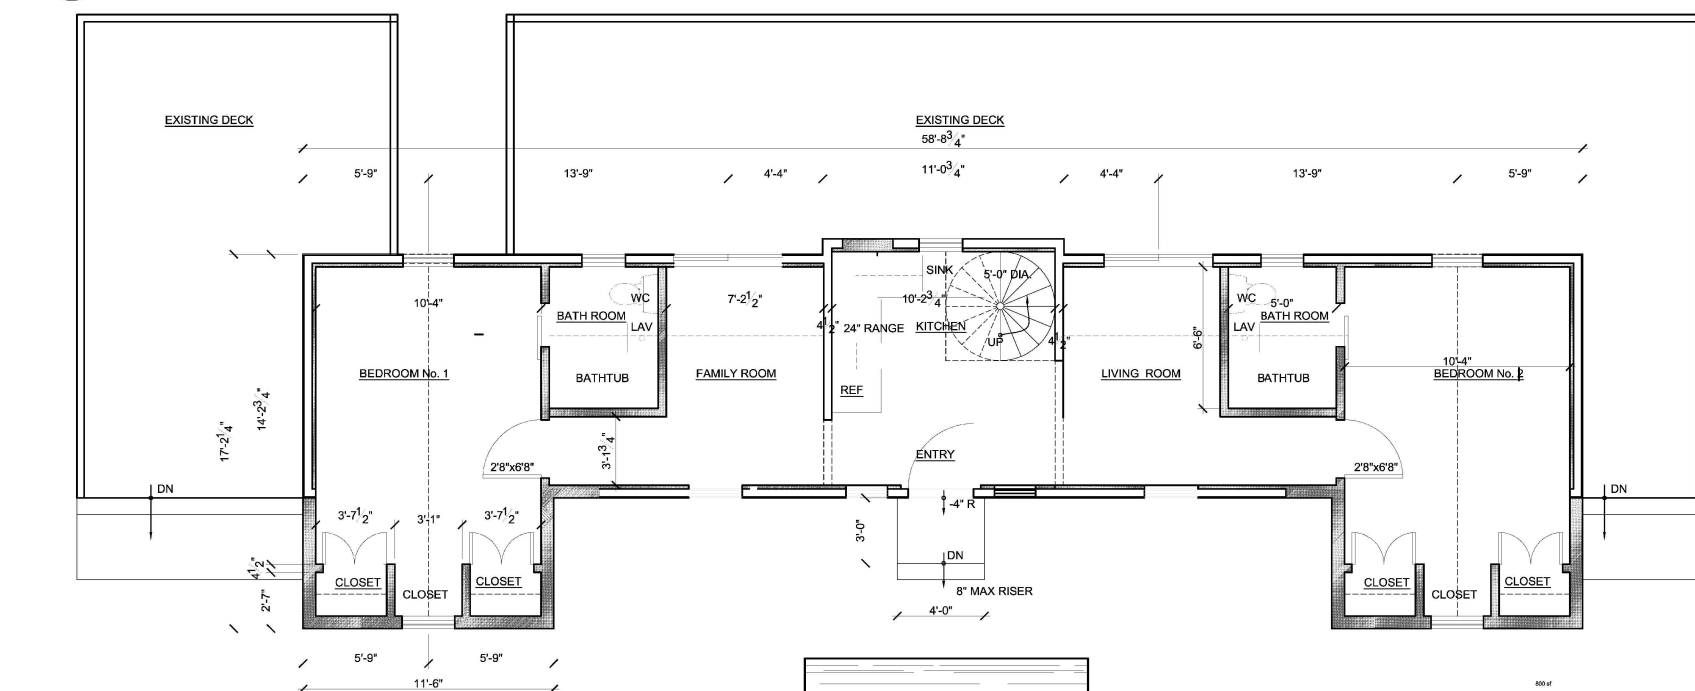 EXISTING DECK
EXISTING DECK
58'-8 3/4"
5'-9"
13'-9"
4'-4"
11'-0 3/4"
4'-4"
13'-9"
5'-9"
SINK
5'-0" DIA.
10'-4"
WC
7'-2 1/2"
10'-2 3/4"
WC
5'-0"
BATH ROOM
LAV
4 1/2"
24" RANGE
KITCHEN
UP
4 1/2"
6'-6"
LAV
BATH ROOM
10'-4"
BEDROOM No. 1
BATHTUB
FAMILY ROOM
REF
LIVING ROOM
BATHTUB
BEDROOM No. 2
14'-2 3/4"
17'-2 1/4"
3'-1 3/4"
ENTRY
2'8"x6'8"
2'8"x6'8"
DN
DN
-4" R
3'-7 1/2"
3'-1"
3'-7 1/2"
3'-0"
DN
4 1/2"
2'-7"
CLOSET
CLOSET
CLOSET
8" MAX RISER
4'-0"
CLOSET
CLOSET
CLOSET
5'-9"
5'-9"
11'-6"
800 sf